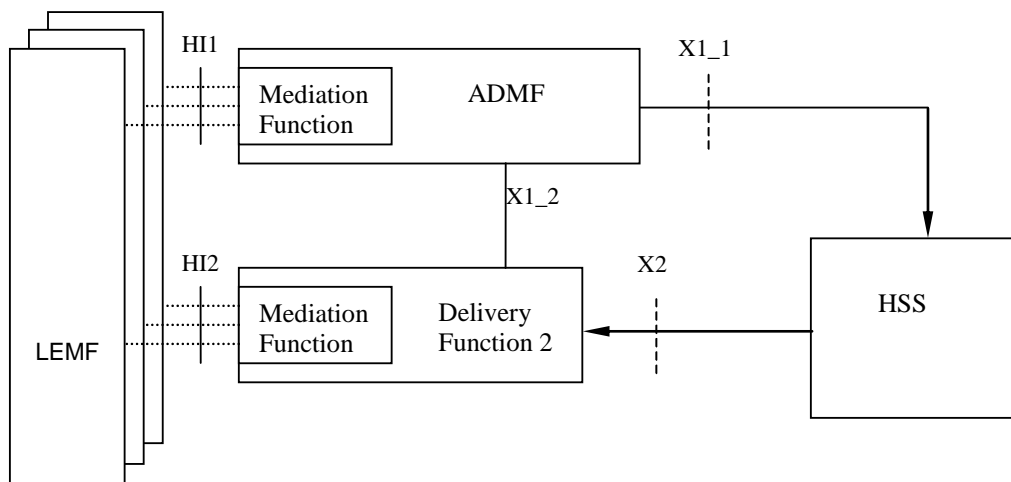 HI1
X1_1
Mediation
Function
ADMF
X1_2
HI2
X2
Mediation
Function
Delivery
Function 2
HSS
LEMF